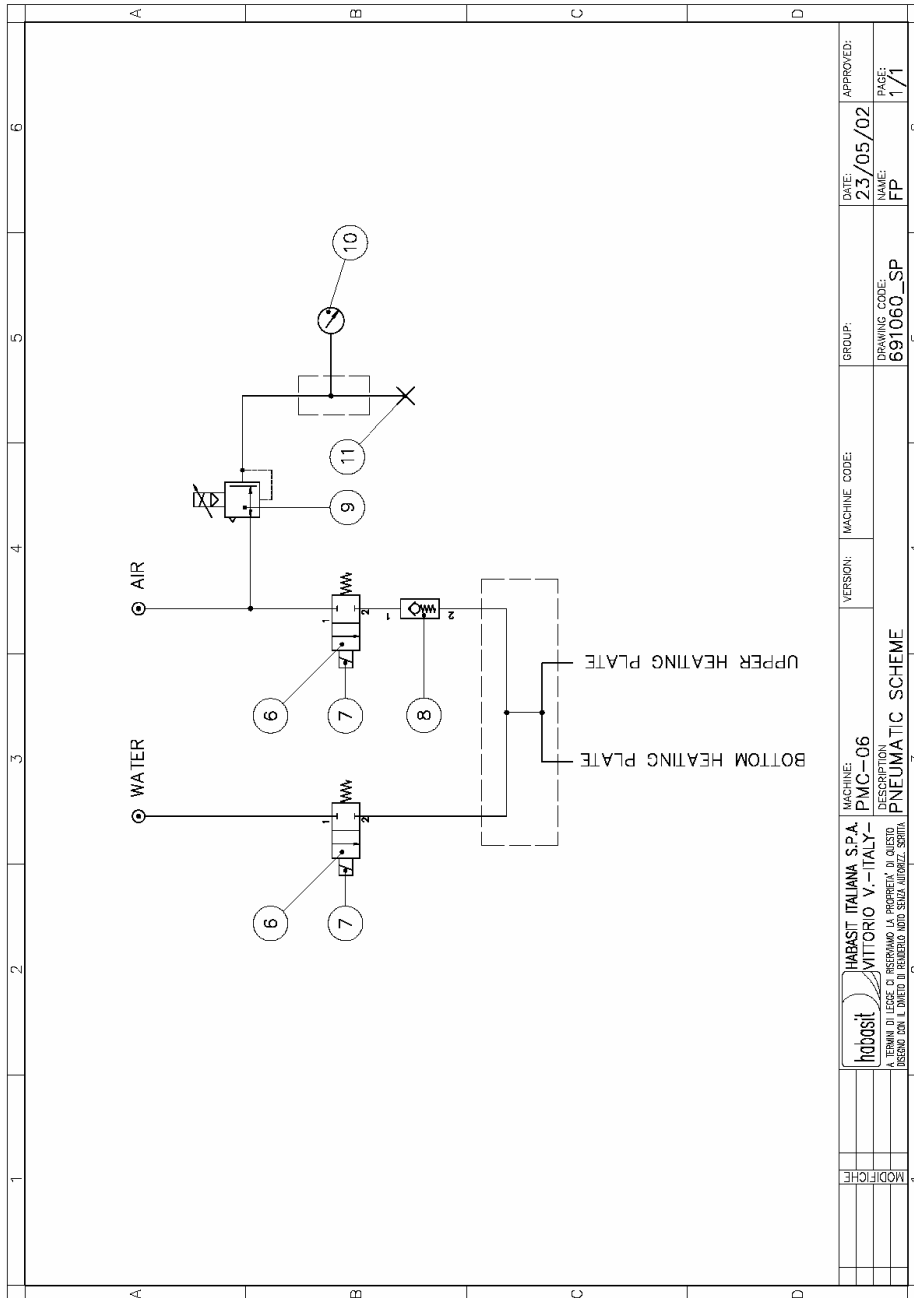 1
2
3
4
5
6
A
B
C
D
A
B
C
D
WATER
AIR
1
2
1
2
1
2
6
7
6
7
8
9
10
11
BOTTOM HEATING PLATE
UPPER HEATING PLATE
MODIFICHE
habasit
HABASIT ITALIANA S.P.A.
VITTORIO V.-ITALY-
A TERMINI DI LEGGE CI RISERVIAMO LA PROPRIETA' DI QUESTO
DISEGNO CON IL DIVIETO DI RENDERLO NOTO SENZA AUTORIZZ. SCRITTA
MACHINE:
PMC-06
VERSION:
MACHINE CODE:
GROUP:
DATE:
23/05/02
APPROVED:
DESCRIPTION
PNEUMATIC SCHEME
DRAWING CODE:
691060_SP
NAME:
FP
PAGE:
1/1